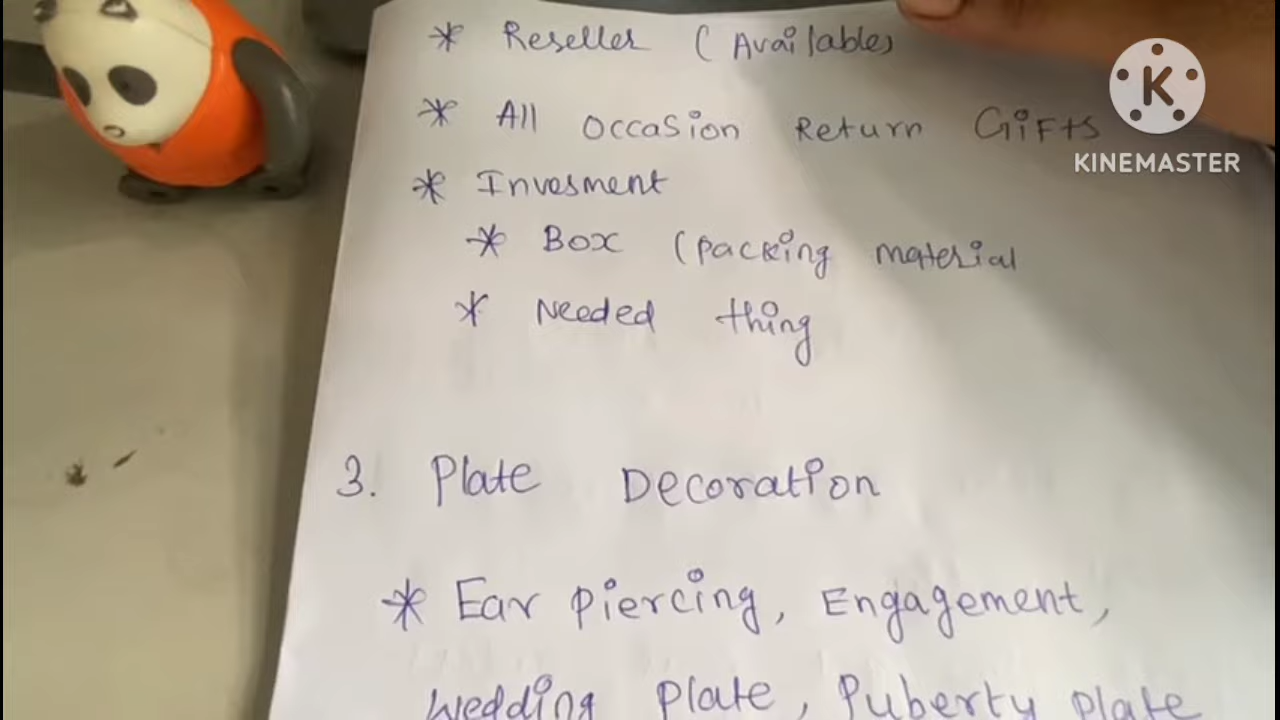 * Reseller (Available)
* All Occasion Return Gifts
* Invesment
* Box (packing material
* Needed thing
3. Plate Decoration
* Ear piercing, Engagement,
Wedding Plate, Puberty Plate
K
KINEMASTER